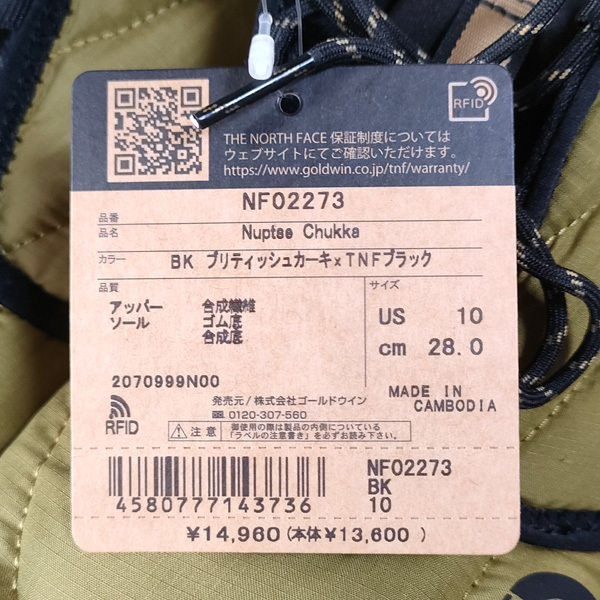 RFID
THE NORTH FACE 保証制度については
ウェブサイトにてご確認いただけます。
https://www.goldwin.co.jp/tnf/warranty/
品番 NF02273
品名 Nuptse Chukka
カラー BK ブリティッシュカーキ×TNFブラック
品質 サイズ
アッパー 合成繊維
ソール ゴム底
合成底
US 10
cm 28.0
2070999N00
MADE IN
CAMBODIA
RFID
発売元/株式会社ゴールドウイン
0120-307-560
注意 御使用の際は製品の内側についている
「ラベルの注意書き」を必ずお読み下さい。
4580777143736
NF02273
BK
10
¥14,960(本体¥13,600 )